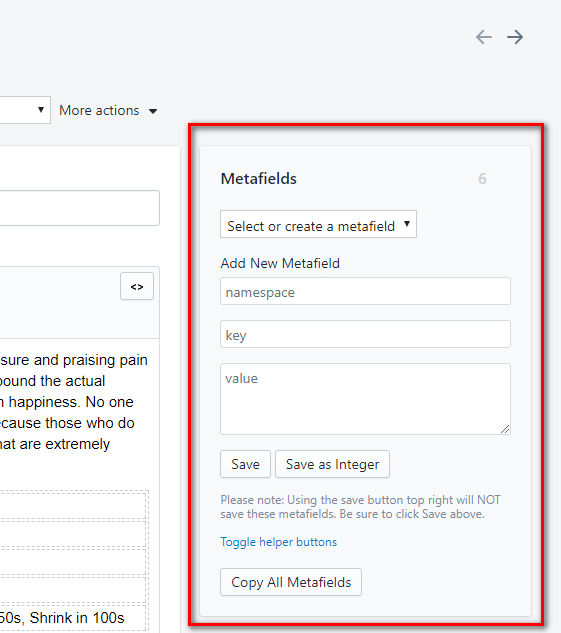 More actions
Metafields 6
Select or create a metafield
Add New Metafield
namespace
<>
key
sure and praising pain
value
ound the actual
happiness. No one
ecause those who do
at are extremely
Save Save as Integer
Please note: Using the save button top right will NOT
save these metafields. Be sure to click Save above.
Toggle helper buttons
Copy All Metafields
50s, Shrink in 100s